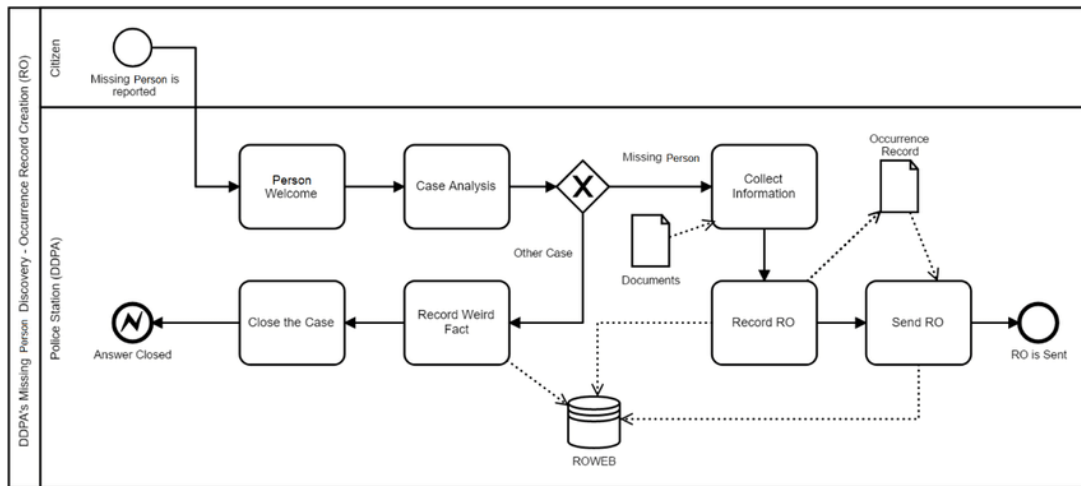 DDPA's Missing Person Discovery - Occurrence Record Creation (RO)
Citizen
Missing Person is
reported
Police Station (DDPA)
Person
Welcome
Case Analysis
Missing Person
Collect
Information
Occurrence
Record
Other Case
Documents
Answer Closed
Close the Case
Record Weird
Fact
Record RO
Send RO
RO is Sent
ROWEB